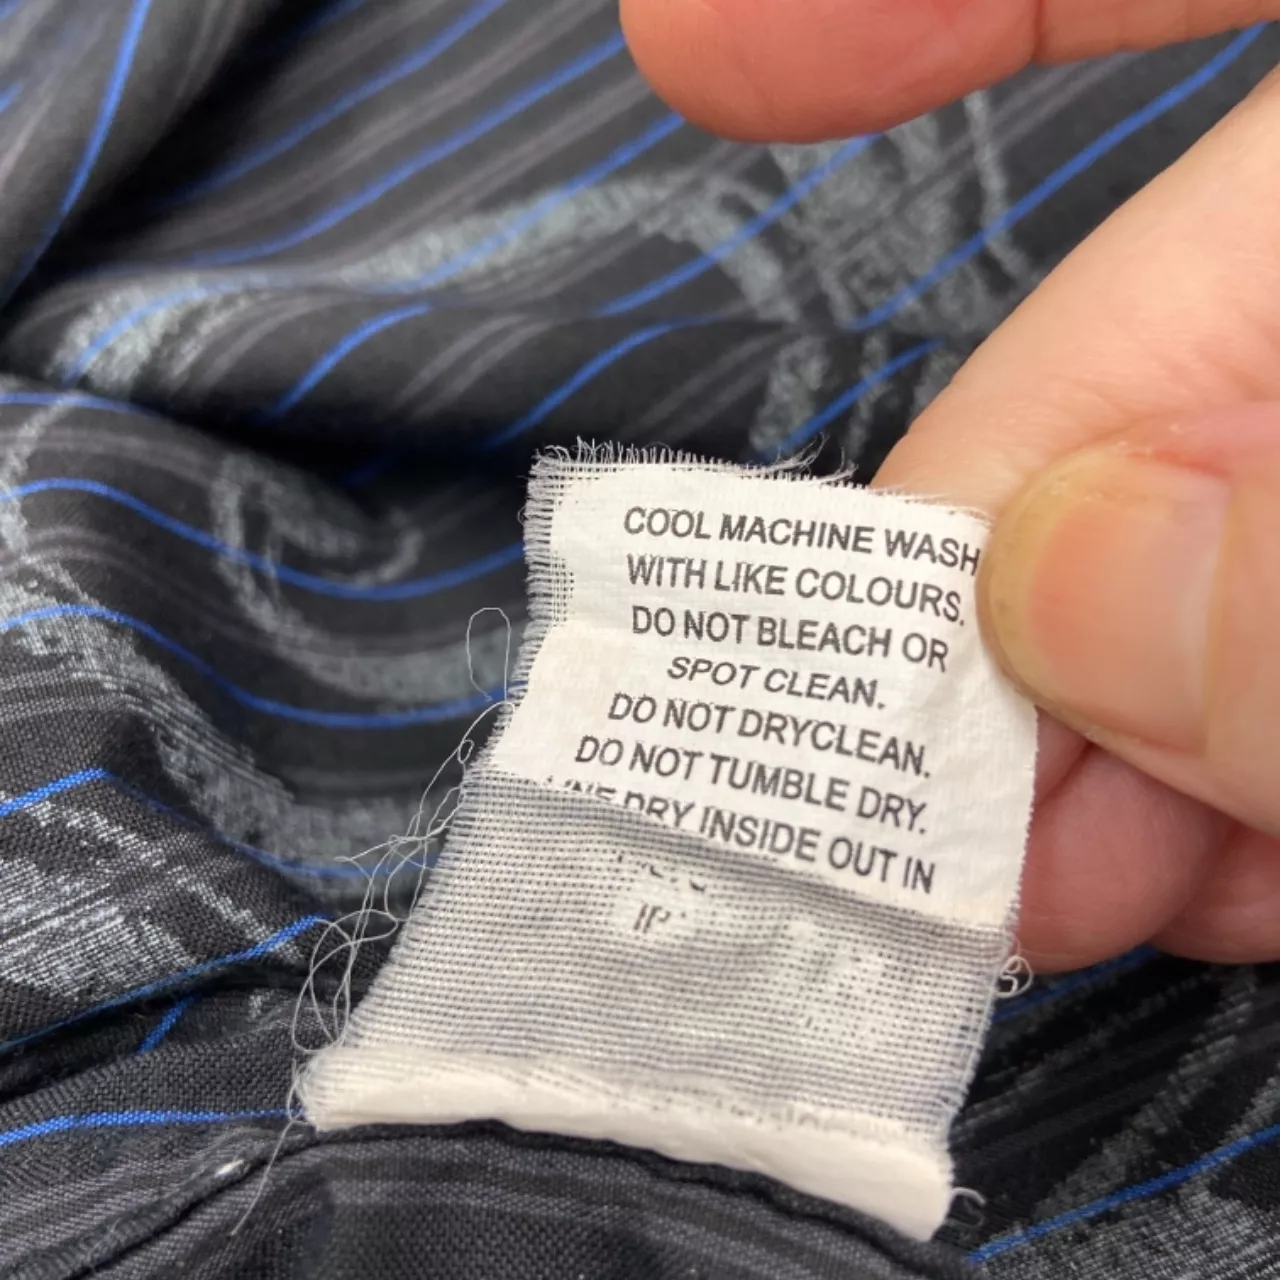 COOL MACHINE WASH
WITH LIKE COLOURS.
DO NOT BLEACH OR
SPOT CLEAN.
DO NOT DRYCLEAN.
DO NOT TUMBLE DRY.
DRY INSIDE OUT IN